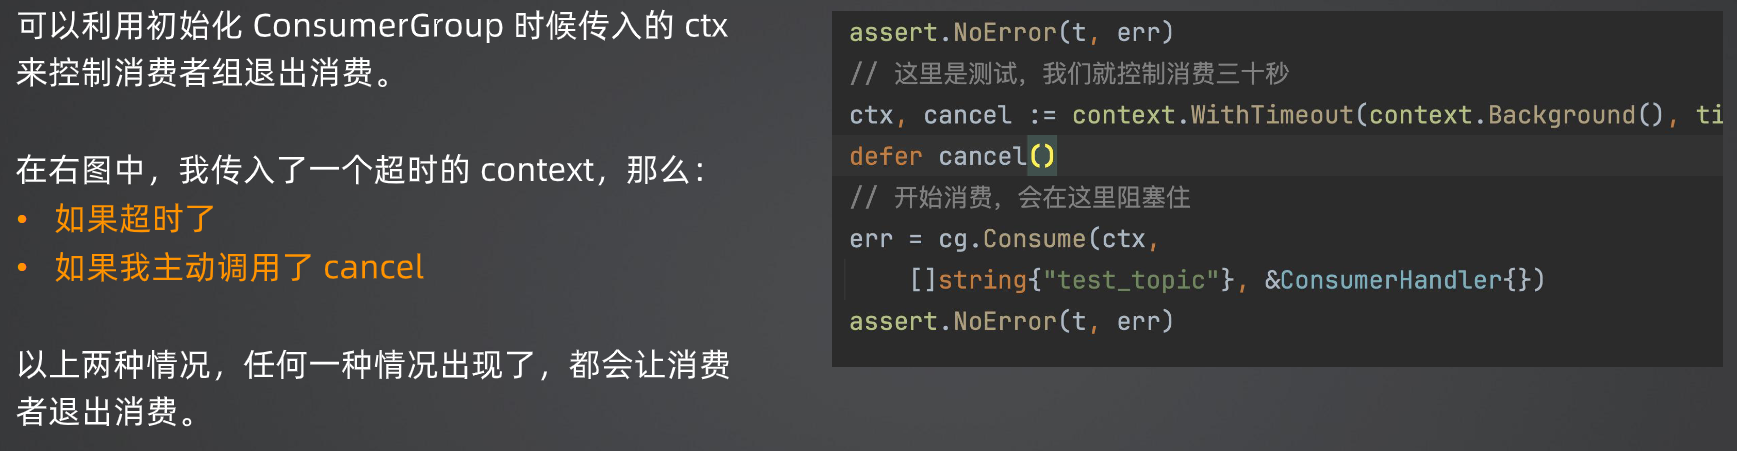 可以利用初始化 ConsumerGroup 时候传入的 ctx
来控制消费者组退出消费。
在右图中，我传入了一个超时的 context，那么：
• 如果超时了
• 如果我主动调用了 cancel
以上两种情况，任何一种情况出现了，都会让消费
者退出消费。
assert.NoError(t, err)
// 这里是测试，我们就控制消费三十秒
ctx, cancel := context.WithTimeout(context.Background(), ti
defer cancel()
// 开始消费，会在这里阻塞住
err = cg.Consume(ctx,
[]string{"test_topic"}, &ConsumerHandler{})
assert.NoError(t, err)